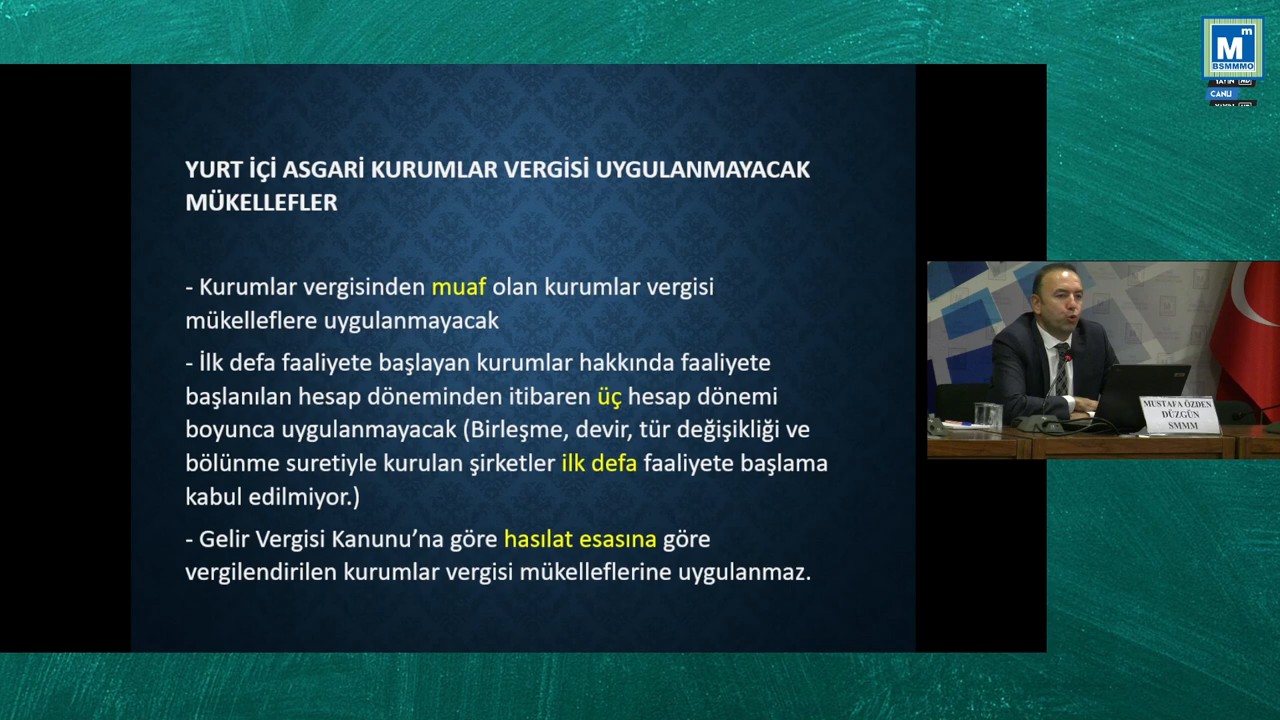 YURT İÇİ ASGARİ KURUMLAR VERGİSİ UYGULANMAYACAK
MÜKELLEFLER
- Kurumlar vergisinden muaf olan kurumlar vergisi
mükelleflere uygulanmayacak
- İlk defa faaliyete başlayan kurumlar hakkında faaliyete
başlanılan hesap döneminden itibaren üç hesap dönemi
boyunca uygulanmayacak (Birleşme, devir, tür değişikliği ve
bölünme suretiyle kurulan şirketler ilk defa faaliyete başlama
kabul edilmiyor.)
- Gelir Vergisi Kanunu’na göre hasılat esasına göre
vergilendirilen kurumlar vergisi mükelleflerine uygulanmaz.
Mm
BSMMMO
YAYIN HD
CANLI
MUSTAFA ÖZDEN
DÜZGÜN
SMMM